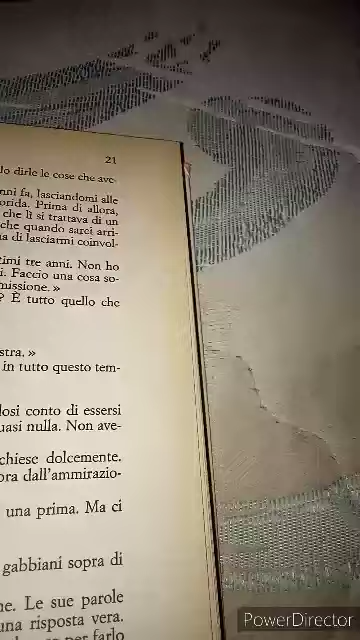 21
lo dirle le cose che ave-
nni fa, lasciandomi alle
orida. Prima di allora,
che lì si trattava di un
che quando sarei arri-
a di lasciarmi coinvol-
timi tre anni. Non ho
i. Faccio una cosa so-
missione. »
? È tutto quello che
stra. »
in tutto questo tem-
dosi conto di essersi
uasi nulla. Non ave-
chiese dolcemente.
ora dall'ammirazio-
una prima. Ma ci
gabbiani sopra di
ne. Le sue parole
una risposta vera.
per farlo
PowerDirector